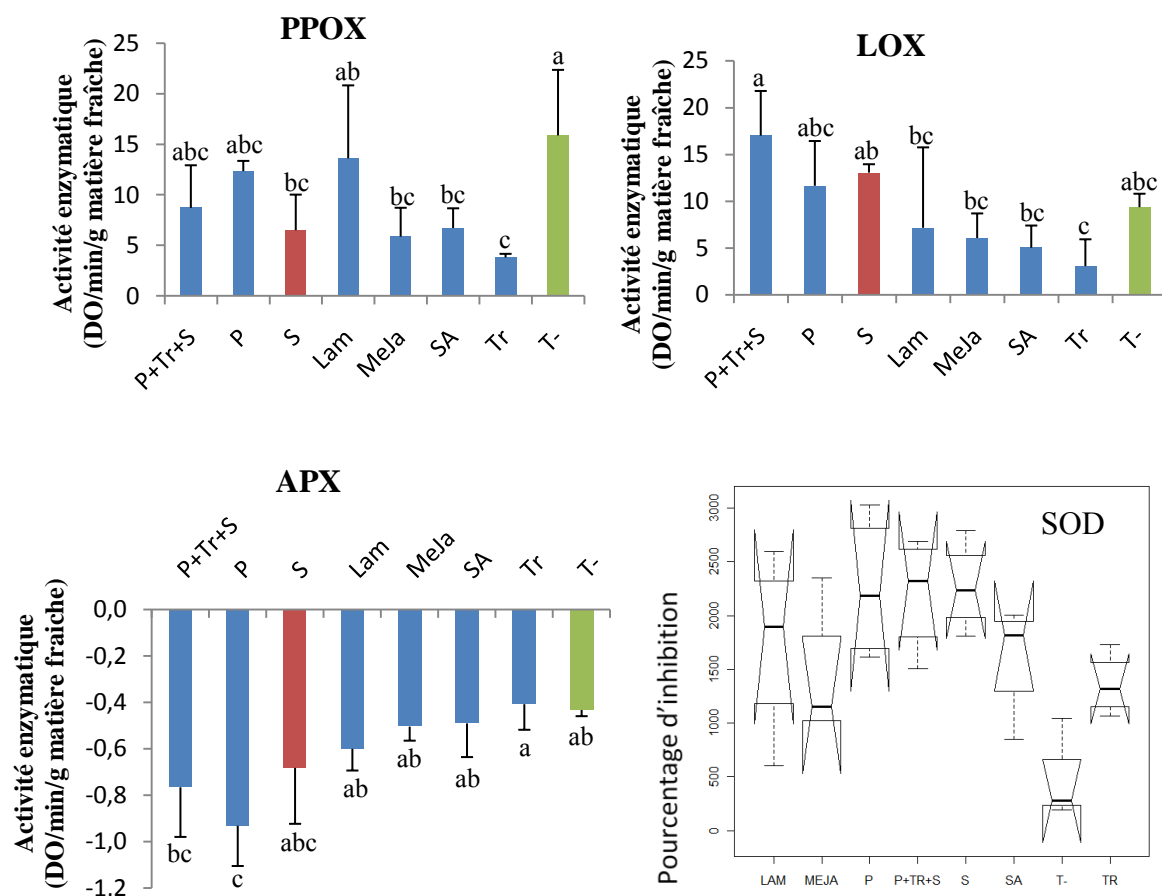 PPOX
Activité enzymatique
(DO/min/g matière fraîche)
25
20
15
10
5
0
abc
abc
bc
ab
bc
bc
c
a
P+Tr+S
P
S
Lam
MeJa
SA
Tr
T-
LOX
Activité enzymatique
(DO/min/g matière fraîche)
25
20
15
10
5
0
a
abc
ab
bc
bc
bc
c
abc
P+Tr+S
P
S
Lam
MeJa
SA
Tr
T-
APX
P+Tr+S
P
S
Lam
MeJa
SA
Tr
T-
Activité enzymatique
(DO/min/g matière fraiche)
0,0
-0,2
-0,4
-0,6
-0,8
-1,0
-1,2
bc
c
abc
ab
ab
ab
a
ab
SOD
Pourcentage d'inhibition
3000
2500
2000
1500
1000
500
0
LAM
MEJA
P
P+TR+S
S
SA
T-
TR